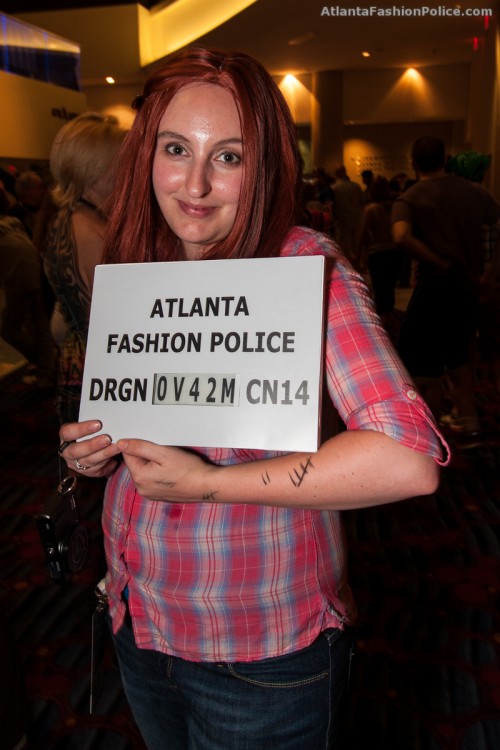 AtlantaFashionPolice.com
ATLANTA
FASHION POLICE
DRGN 0V42M CN14